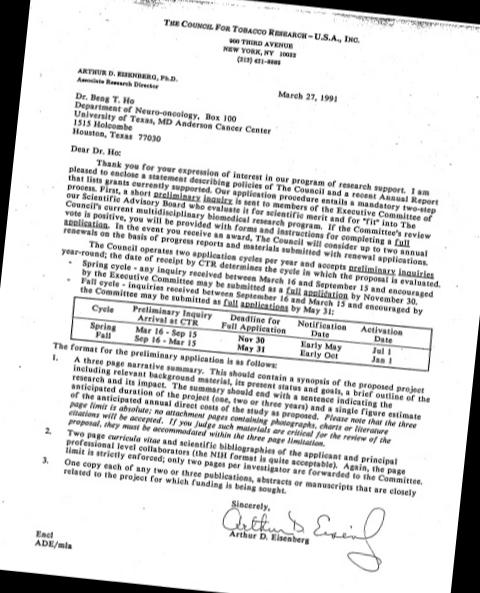 THE COUNCIL FOR TOBACCO RESEARCH – U.S.A., INC.
900 THIRD AVENUE
NEW YORK, NY 10022
(212) 421-8885
ARTHUR D. EISENBERG, Ph.D.
Associate Research Director
March 27, 1991
Dr. Beng T. Ho
Department of Neuro-oncology, Box 100
University of Texas, MD Anderson Cancer Center
1515 Holcombe
Houston, Texas 77030
Dear Dr. Ho:
Thank you for your expression of interest in our program of research support. I am
pleased to enclose a statement describing policies of The Council and a recent Annual Report
that lists grants currently supported. Our application procedure entails a mandatory two-step
process. First, a short preliminary inquiry is sent to members of the Executive Committee of
our Scientific Advisory Board who evaluate it for scientific merit and for "fit" into The
Council's current multidisciplinary biomedical research program. If the Committee's review
vote is positive, you will be provided with forms and instructions for completing a full
application. In the event you receive an award, The Council will consider up to two annual
renewals on the basis of progress reports and materials submitted with renewal applications.
The Council operates two application cycles per year and accepts preliminary inquiries
year-round; the date of receipt by CTR determines the cycle in which the proposal is evaluated.
- Spring cycle - any inquiry received between March 16 and September 15 and encouraged
by the Executive Committee may be submitted as a full application by November 30.
- Fall cycle - inquiries received between September 16 and March 15 and encouraged by
the Committee may be submitted as full applications by May 31:
Cycle Preliminary Inquiry Arrival at CTR Deadline for Full Application Notification Date Activation Date
Spring Mar 16 - Sep 15 Nov 30 Early May Jul 1
Fall Sep 16 - Mar 15 May 31 Early Oct Jan 1
The format for the preliminary application is as follows:
1. A three page narrative summary. This should contain a synopsis of the proposed project
including relevant background material, its present status and goals, a brief outline of the
research and its impact. The summary should end with a sentence indicating the
anticipated duration of the project (one, two or three years) and a single figure estimate
of the anticipated annual direct costs of the study as proposed. Please note that the three
page limit is absolute; no attachment pages containing photographs, charts or literature
citations will be accepted. If you judge such materials are critical for the review of the
proposal, they must be accommodated within the three page limitation.
2. Two page curricula vitae and scientific bibliographies of the applicant and principal
professional level collaborators (the NIH format is quite acceptable). Again, the page
limit is strictly enforced; only two pages per investigator are forwarded to the Committee.
3. One copy each of any two or three publications, abstracts or manuscripts that are closely
related to the project for which funding is being sought.
Sincerely,
Arthur D. Eisenberg
Arthur D. Eisenberg
Encl
ADE/mla